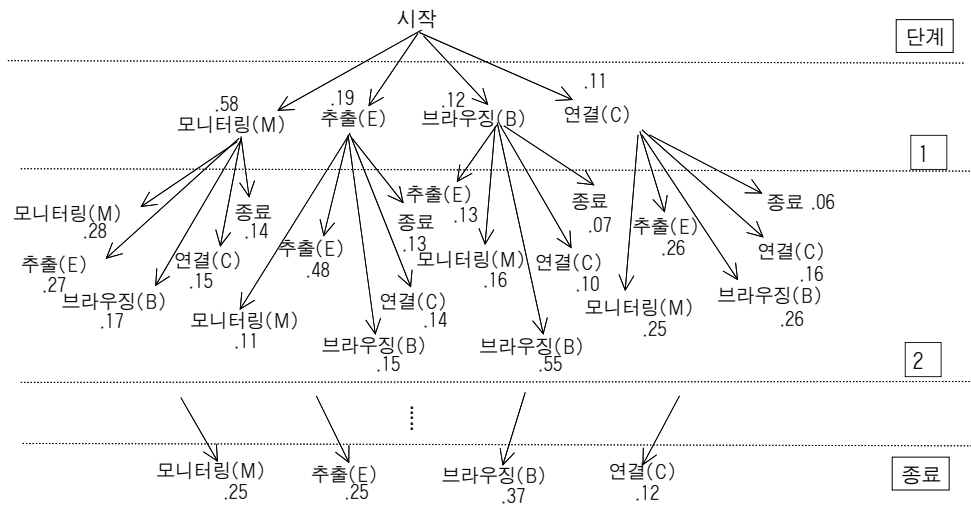 시작
단계
.58
모니터링(M)
.19
추출(E)
.12
브라우징(B)
.11
연결(C)
1
모니터링(M)
.28
추출(E)
.27
브라우징(B)
.17
연결(C)
.15
종료
.14
모니터링(M)
.11
추출(E)
.48
브라우징(B)
.15
연결(C)
.14
종료
.13
추출(E)
.13
모니터링(M)
.16
브라우징(B)
.55
연결(C)
.10
종료
.07
모니터링(M)
.25
추출(E)
.26
브라우징(B)
.26
연결(C)
.16
종료 .06
2
모니터링(M)
.25
추출(E)
.25
브라우징(B)
.37
연결(C)
.12
종료